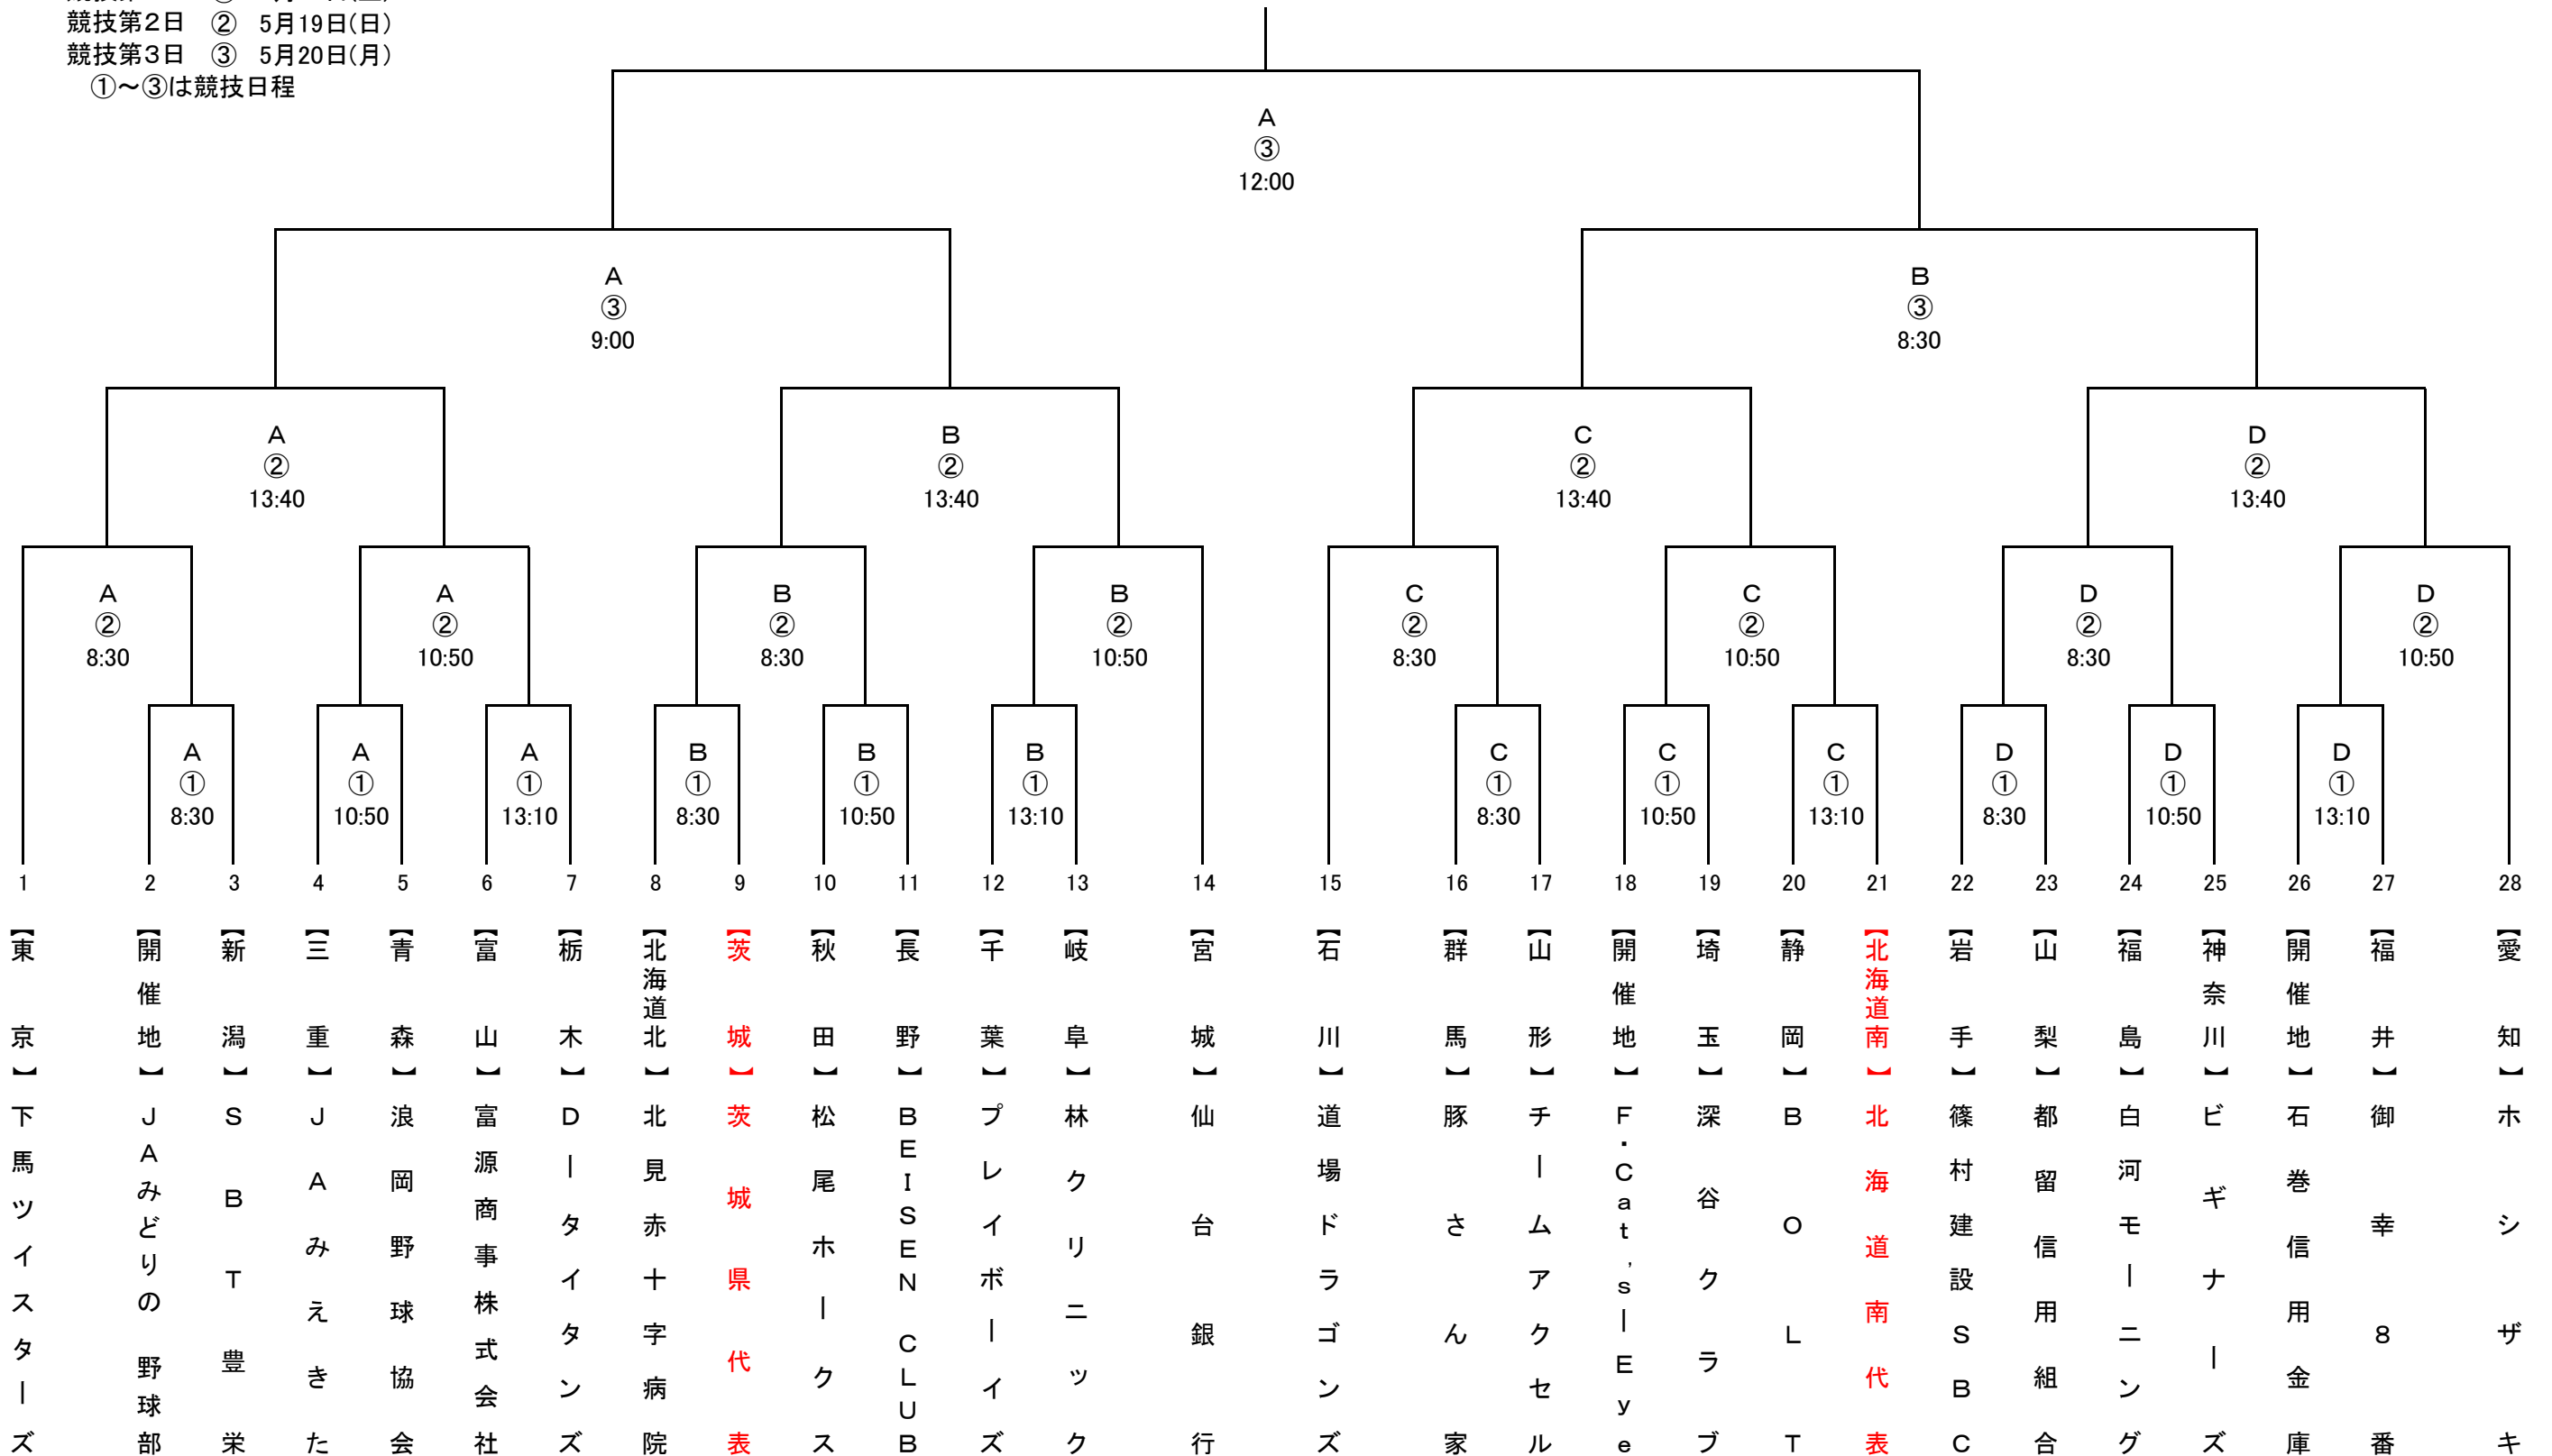 競技第2日 ② 5月19日(日)
競技第3日 ③ 5月20日(月)
①～③は競技日程
A
③
12:00
A
③
9:00
B
③
8:30
A
②
13:40
B
②
13:40
C
②
13:40
D
②
13:40
A
②
8:30
A
②
10:50
B
②
8:30
B
②
10:50
C
②
8:30
C
②
10:50
D
②
8:30
D
②
10:50
A
①
8:30
A
①
10:50
A
①
13:10
B
①
8:30
B
①
10:50
B
①
13:10
C
①
8:30
C
①
10:50
C
①
13:10
D
①
8:30
D
①
10:50
D
①
13:10
1 【東京】 下馬ツイスターズ
2 【開催地】 JAみどりの 野球部
3 【新潟】 SBT豊栄
4 【三重】 JAみえきた
5 【青森】 浪岡野球協会
6 【富山】 富源商事株式会社
7 【栃木】 Dータイタンズ
8 【北海道北】 北見赤十字病院
9 【茨城】 茨城県代表
10 【秋田】 松尾ホークス
11 【長野】 BEISEN CLUB
12 【千葉】 プレイボーイズ
13 【岐阜】 林クリニック
14 【宮城】 仙台銀行
15 【石川】 道場ドラゴンズ
16 【群馬】 豚さん家
17 【山形】 チームアクセル
18 【開催地】 F・Cat,sーEye
19 【埼玉】 深谷クラブ
20 【静岡】 BOLT
21 【北海道南】 北海道南代表
22 【岩手】 篠村建設SBC
23 【山梨】 都留信用組合
24 【福島】 白河モーニング
25 【神奈川】 ビギナーズ
26 【開催地】 石巻信用金庫
27 【福井】 御幸8番
28 【愛知】 ホシザキ